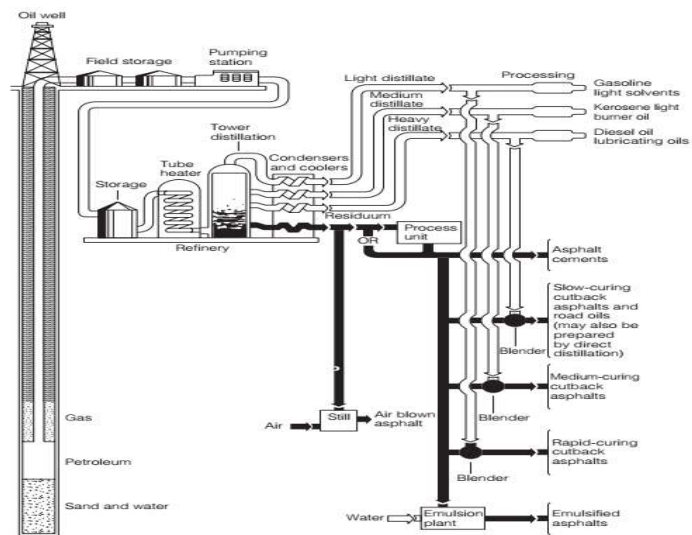 Oil well
Field storage
Pumping
station
Light distillate
Medium
distillate
Heavy
distillate
Processing
Gasoline
light solvents
Kerosene light
burner oil
Diesel oil
lubricating oils
Tower
distillation
Condensers
and coolers
Tube
heater
Storage
Refinery
Residuum
OR
Process
unit
Asphalt
cements
Slow-curing
cutback
asphalts and
road oils
(may also be
prepared
by direct
distillation)
Blender
Medium-curing
cutback
asphalts
Blender
Gas
Air
Still
Air blown
asphalt
Petroleum
Rapid-curing
cutback
asphalts
Blender
Sand and water
Water
Emulsion
plant
Emulsified
asphalts